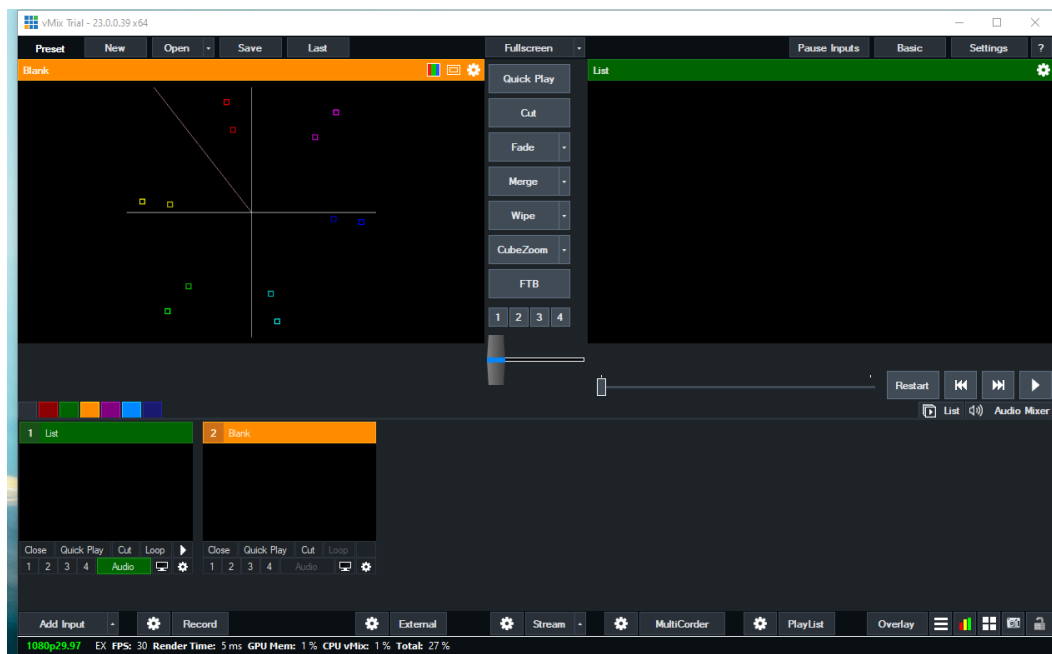 vMix Trial - 23.0.0.39 x64
Preset New Open Save Last Fullscreen Pause Inputs Basic Settings ?
Blank
List
Quick Play
Cut
Fade
Merge
Wipe
CubeZoom
FTB
1 2 3 4
Restart
List Audio Mixer
1 List
2 Blank
Close Quick Play Cut Loop
Close Quick Play Cut Loop
1 2 3 4 Audio
1 2 3 4 Audio
Add Input Record External Stream MultiCorder PlayList Overlay
1080p29.97 EX FPS: 30 Render Time: 5 ms GPU Mem: 1 % CPU vMix: 1 % Total: 27 %